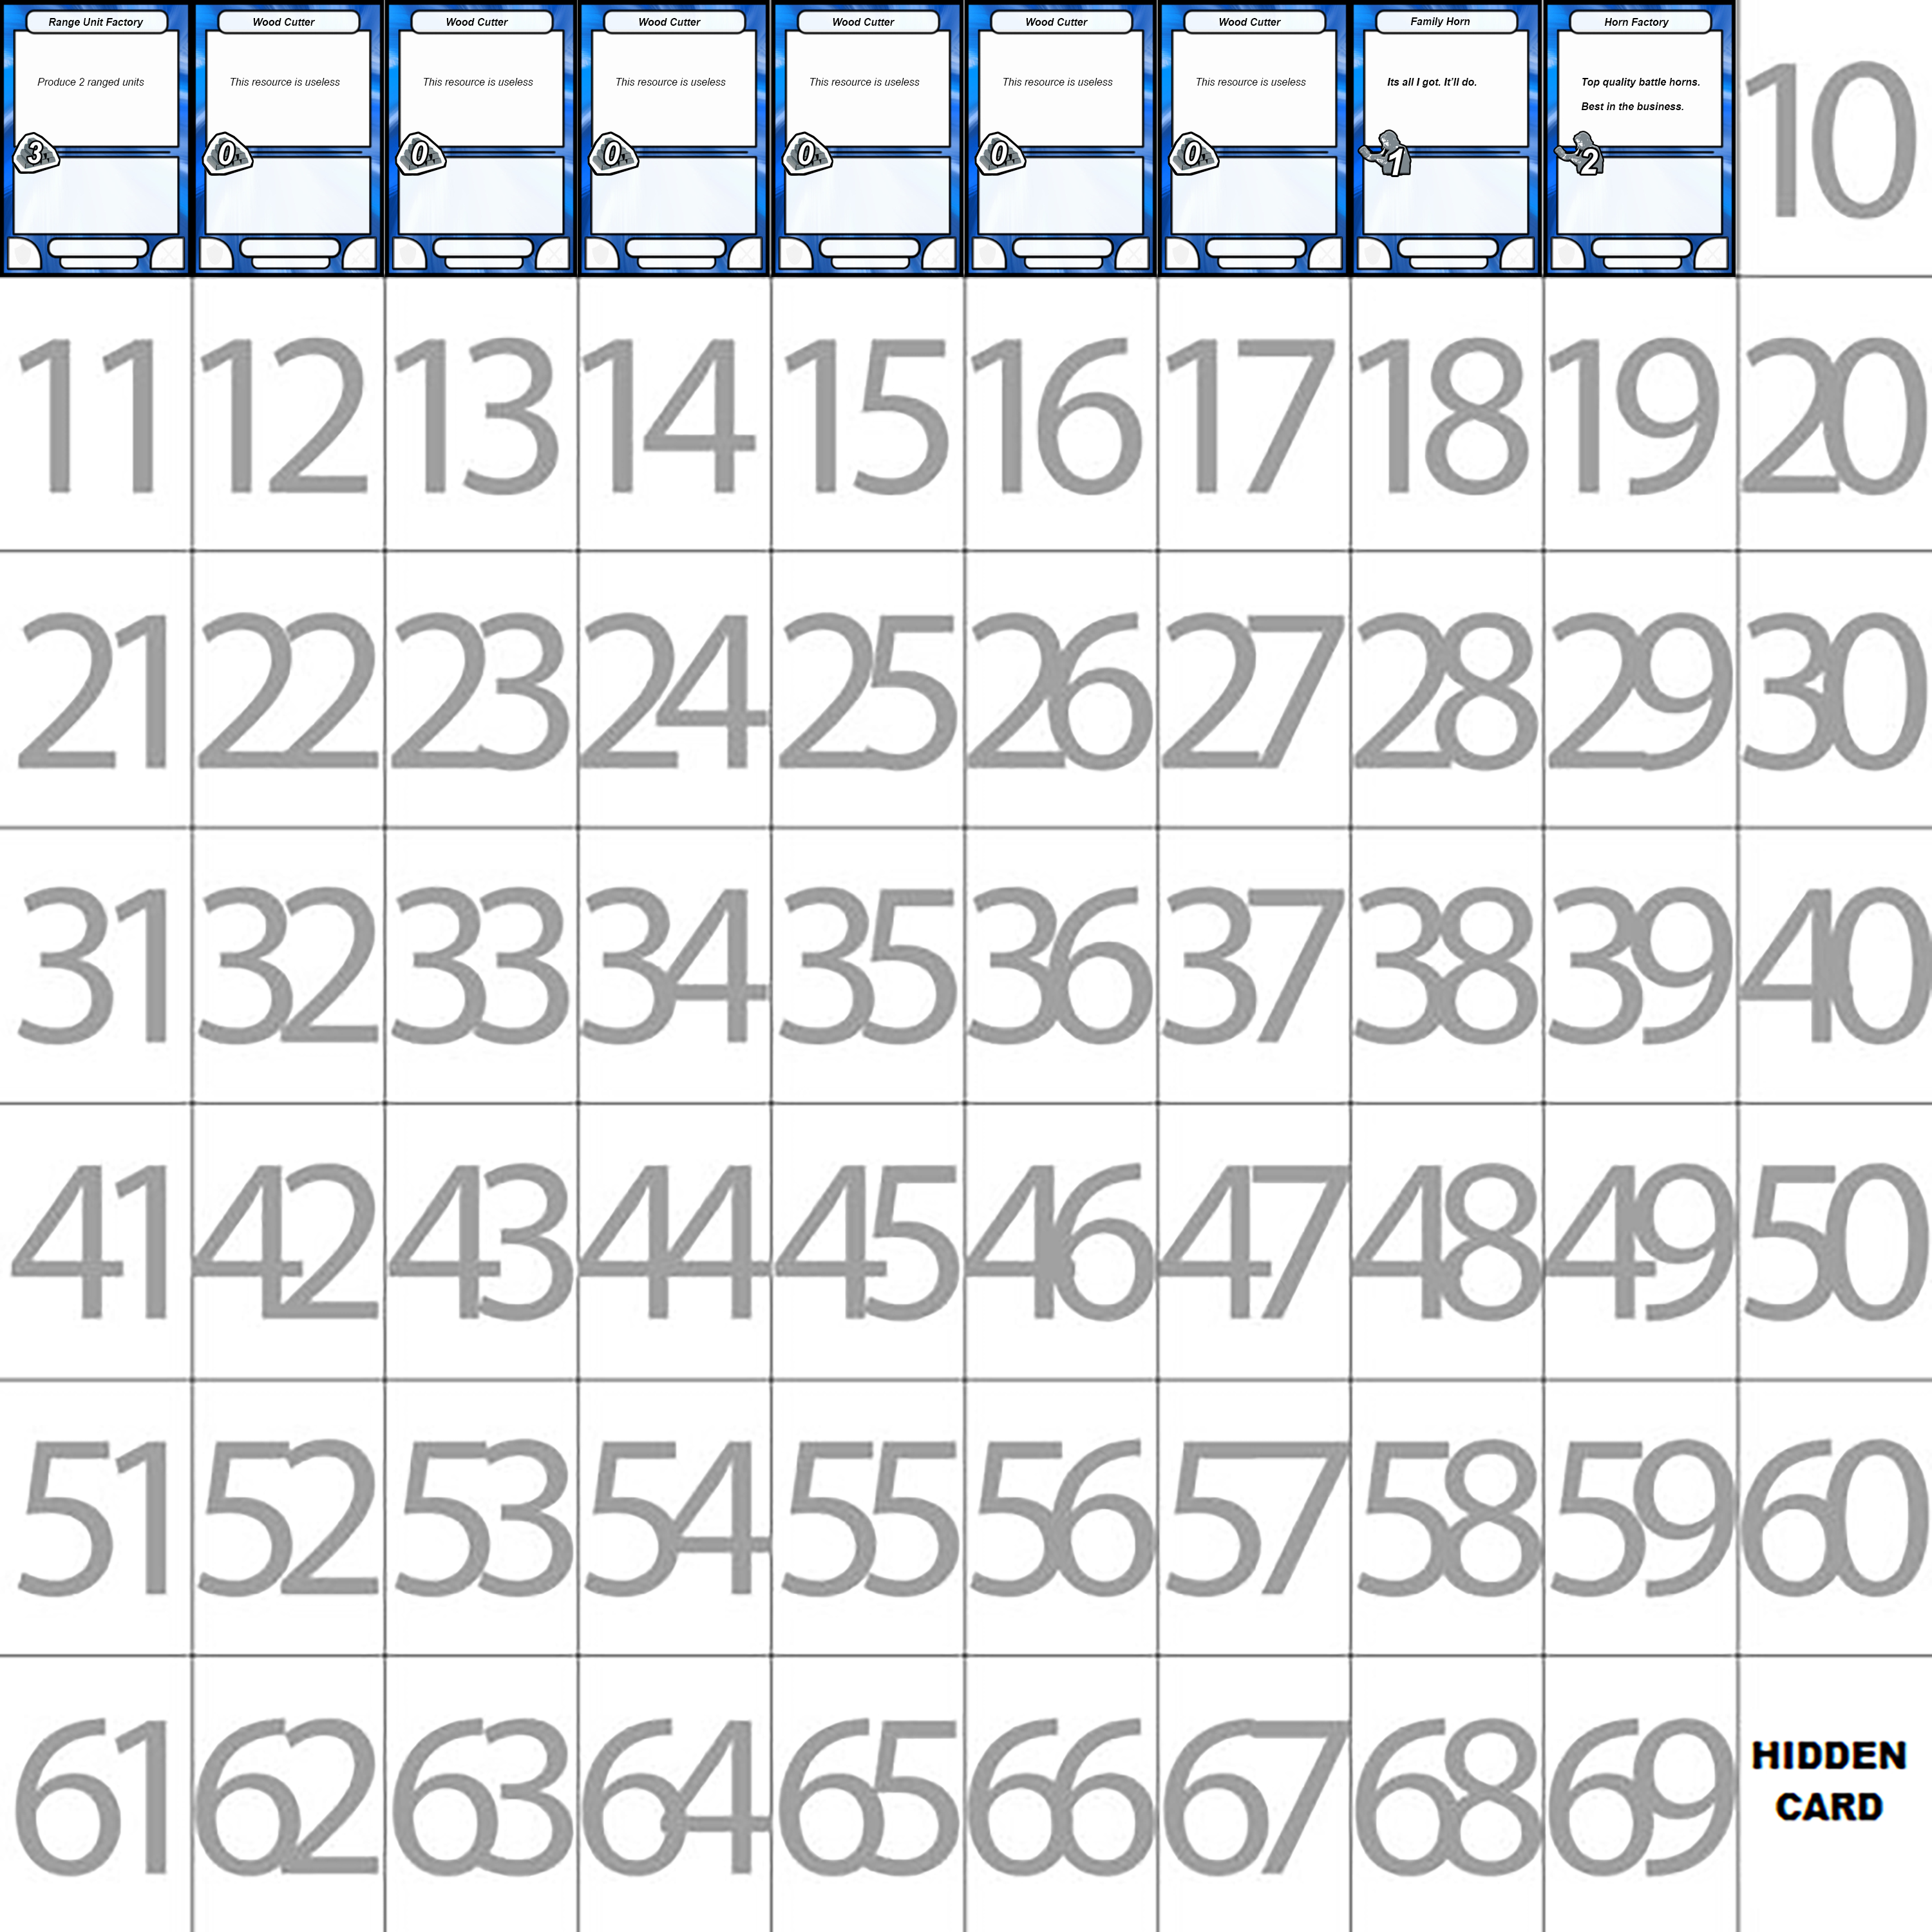 Range Unit Factory
Produce 2 ranged units
3
Wood Cutter
This resource is useless
0
Wood Cutter
This resource is useless
0
Wood Cutter
This resource is useless
0
Wood Cutter
This resource is useless
0
Wood Cutter
This resource is useless
0
Wood Cutter
This resource is useless
0
Family Horn
Its all I got. It'll do.
1
Horn Factory
Top quality battle horns.
Best in the business.
2
10
11 12 13 14 15 16 17 18 19 20
21 22 23 24 25 26 27 28 29 30
31 32 33 34 35 36 37 38 39 40
41 42 43 44 45 46 47 48 49 50
51 52 53 54 55 56 57 58 59 60
61 62 63 64 65 66 67 68 69
HIDDEN
CARD